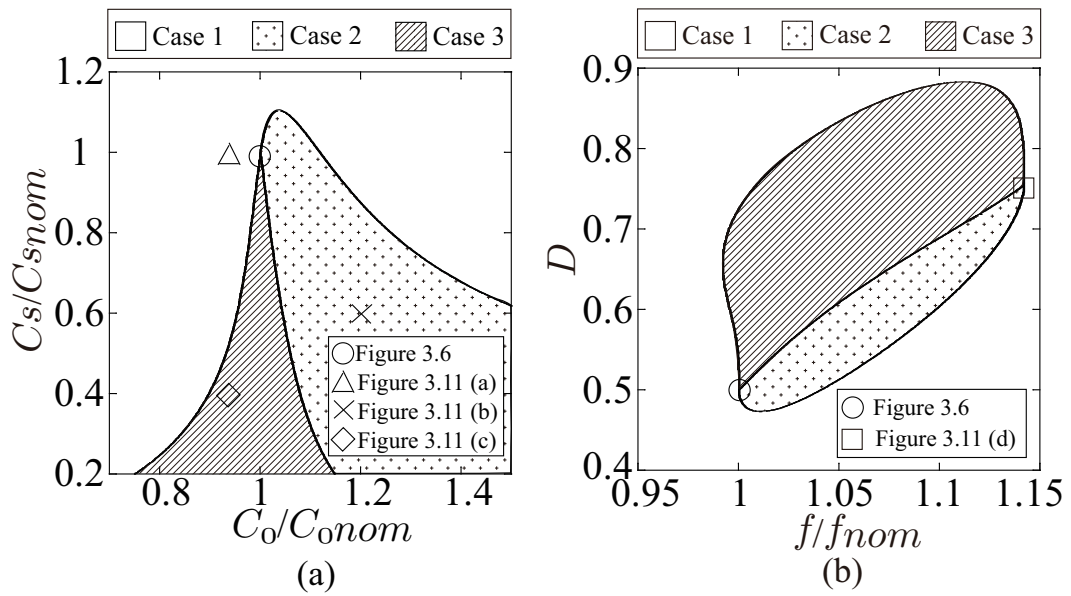 Case 1 Case 2 Case 3
1.2
1
0.8
0.6
0.4
0.2
Cs/Csnom
Figure 3.6
Figure 3.11 (a)
Figure 3.11 (b)
Figure 3.11 (c)
0.8 1 1.2 1.4
Co/Conom
(a)
Case 1 Case 2 Case 3
0.9
0.8
0.7
0.6
0.5
0.4
D
Figure 3.6
Figure 3.11 (d)
0.95 1 1.05 1.1 1.15
f/fnom
(b)